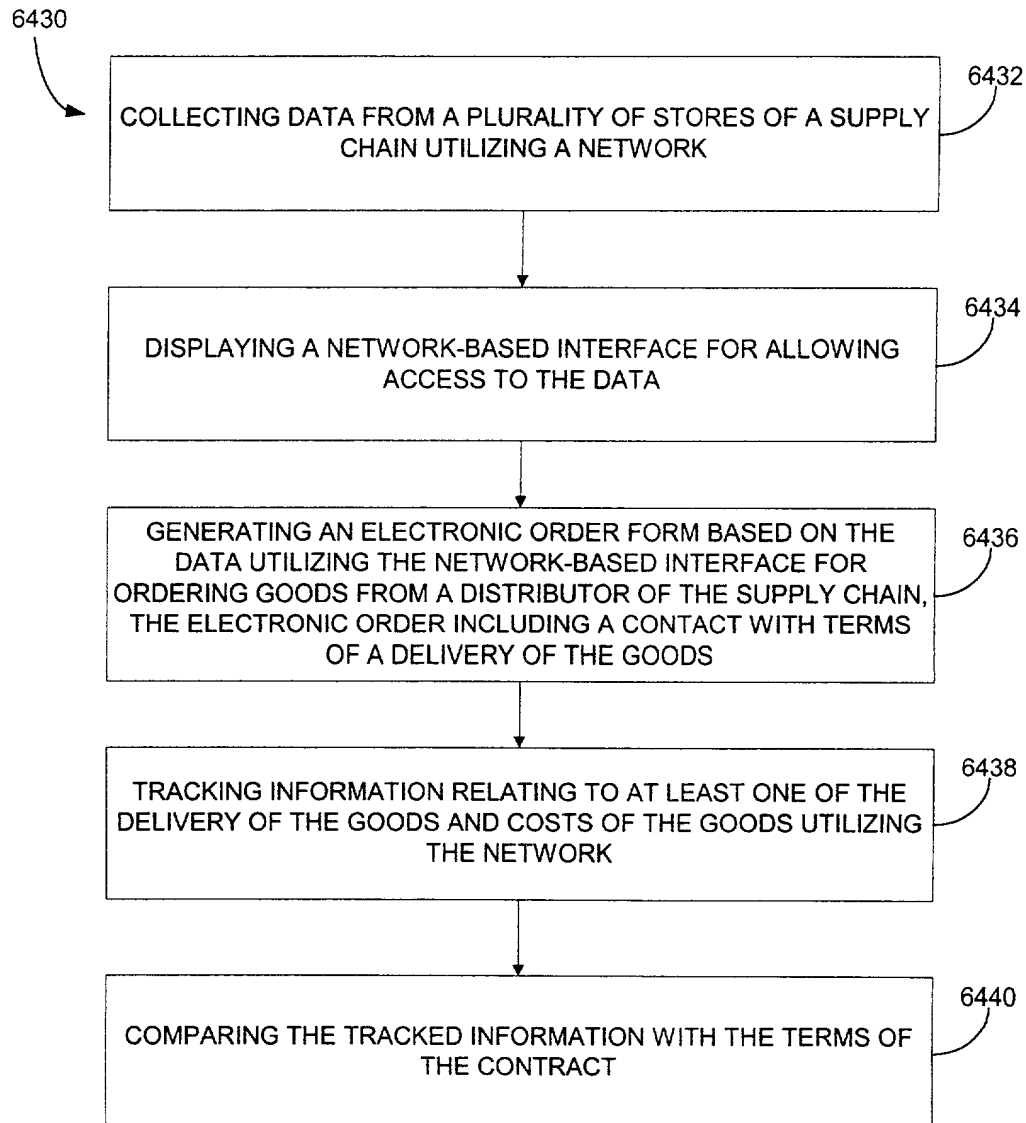 6430
6432
COLLECTING DATA FROM A PLURALITY OF STORES OF A SUPPLY
CHAIN UTILIZING A NETWORK
6434
DISPLAYING A NETWORK-BASED INTERFACE FOR ALLOWING
ACCESS TO THE DATA
6436
GENERATING AN ELECTRONIC ORDER FORM BASED ON THE
DATA UTILIZING THE NETWORK-BASED INTERFACE FOR
ORDERING GOODS FROM A DISTRIBUTOR OF THE SUPPLY CHAIN,
THE ELECTRONIC ORDER INCLUDING A CONTACT WITH TERMS
OF A DELIVERY OF THE GOODS
6438
TRACKING INFORMATION RELATING TO AT LEAST ONE OF THE
DELIVERY OF THE GOODS AND COSTS OF THE GOODS UTILIZING
THE NETWORK
6440
COMPARING THE TRACKED INFORMATION WITH THE TERMS OF
THE CONTRACT